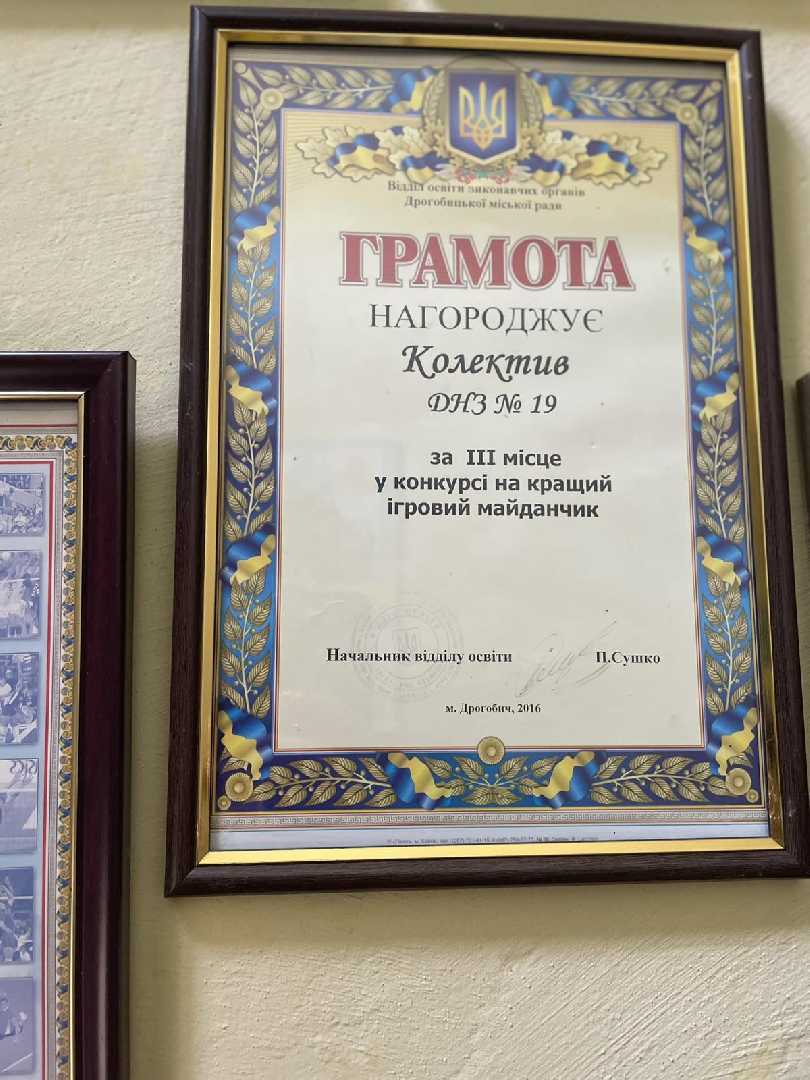 Відділ освіти виконавчих органів
Дрогобицької міської ради
ГРАМОТА
НАГОРОДЖУЄ
Колектив
ДНЗ № 19
за III місце
у конкурсі на кращий
ігровий майданчик
Начальник відділу освіти П.Сушко
м. Дрогобич, 2016